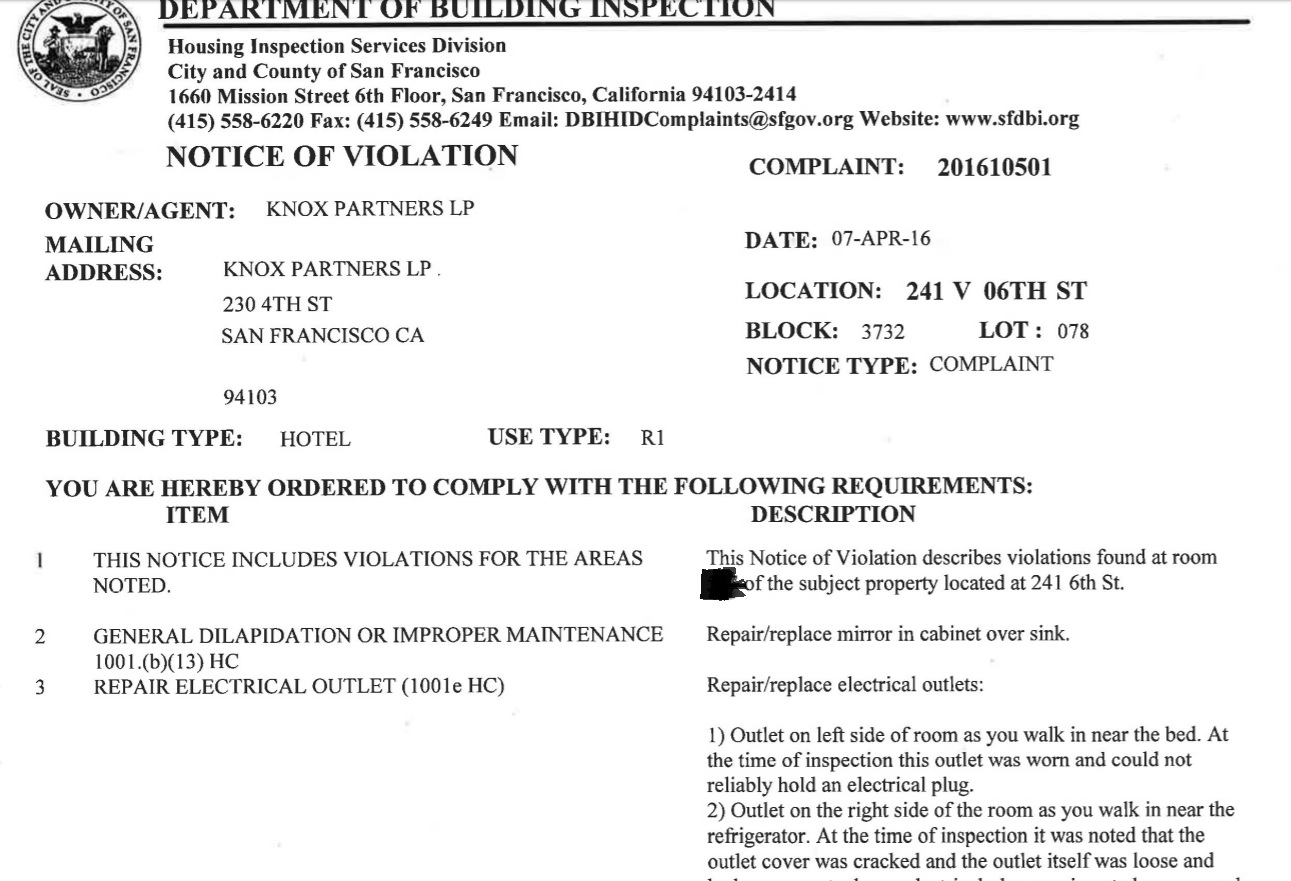 DEPARTMENT OF BUILDING INSPECTION
SEAL OF THE CITY AND COUNTY OF SAN FRANCISCO
Housing Inspection Services Division
City and County of San Francisco
1660 Mission Street 6th Floor, San Francisco, California 94103-2414
(415) 558-6220 Fax: (415) 558-6249 Email: DBIHIDComplaints@sfgov.org Website: www.sfdbi.org
NOTICE OF VIOLATION
COMPLAINT: 201610501
OWNER/AGENT: KNOX PARTNERS LP
MAILING
ADDRESS: KNOX PARTNERS LP .
230 4TH ST
SAN FRANCISCO CA
94103
DATE: 07-APR-16
LOCATION: 241 V 06TH ST
BLOCK: 3732 LOT : 078
NOTICE TYPE: COMPLAINT
BUILDING TYPE: HOTEL USE TYPE: R1
YOU ARE HEREBY ORDERED TO COMPLY WITH THE FOLLOWING REQUIREMENTS:
ITEM DESCRIPTION
1 THIS NOTICE INCLUDES VIOLATIONS FOR THE AREAS
NOTED.
This Notice of Violation describes violations found at room
of the subject property located at 241 6th St.
2 GENERAL DILAPIDATION OR IMPROPER MAINTENANCE
1001.(b)(13) HC
Repair/replace mirror in cabinet over sink.
3 REPAIR ELECTRICAL OUTLET (1001e HC)
Repair/replace electrical outlets:
1) Outlet on left side of room as you walk in near the bed. At
the time of inspection this outlet was worn and could not
reliably hold an electrical plug.
2) Outlet on the right side of the room as you walk in near the
refrigerator. At the time of inspection it was noted that the
outlet cover was cracked and the outlet itself was loose and